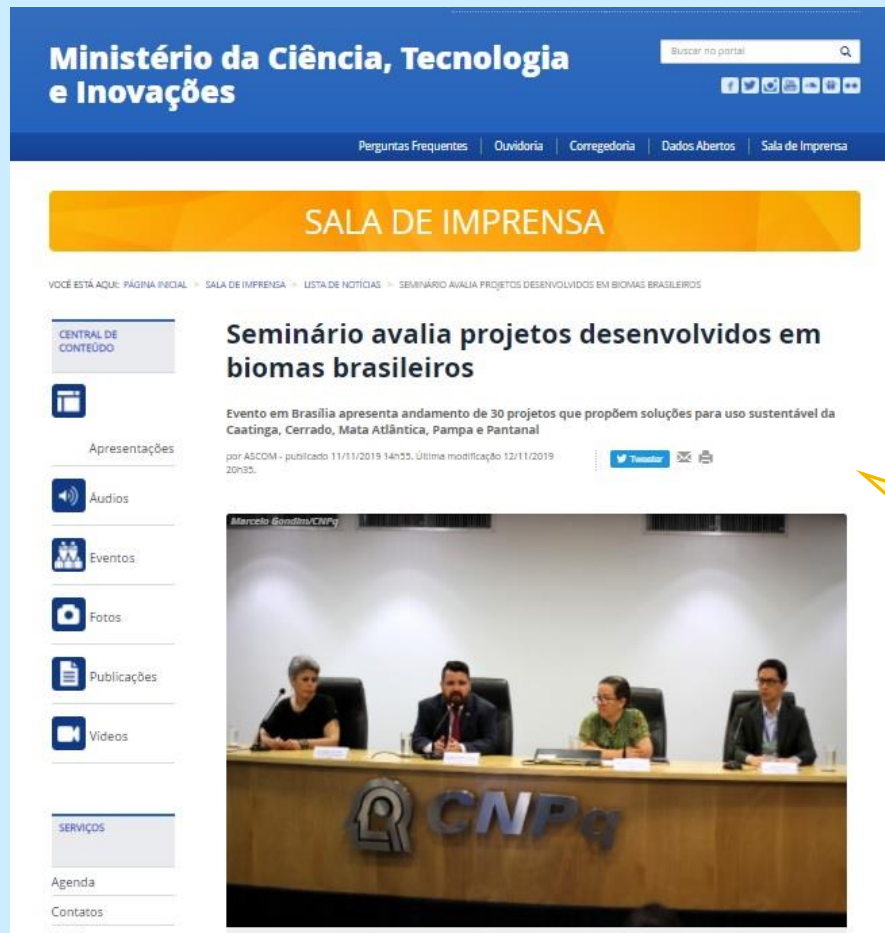 Ministério da Ciência, Tecnologia
e Inovações
Buscar no portal
Perguntas Frequentes
Ouvidoria
Corregedoria
Dados Abertos
Sala de Imprensa
SALA DE IMPRENSA
VOCÊ ESTÁ AQUI: PÁGINA INICIAL > SALA DE IMPRENSA > LISTA DE NOTÍCIAS > SEMINÁRIO AVALIA PROJETOS DESENVOLVIDOS EM BIOMAS BRASILEIROS
CENTRAL DE
CONTEÚDO
Apresentações
Áudios
Eventos
Fotos
Publicações
Vídeos
SERVIÇOS
Agenda
Contatos
Seminário avalia projetos desenvolvidos em
biomas brasileiros
Evento em Brasília apresenta andamento de 30 projetos que propõem soluções para uso sustentável da
Caatinga, Cerrado, Mata Atlântica, Pampa e Pantanal
por ASCOM - publicado 11/11/2019 14h55, Última modificação 12/11/2019
20h35.
Tweetar
Marcelo Gondim/CNPq
CNPq